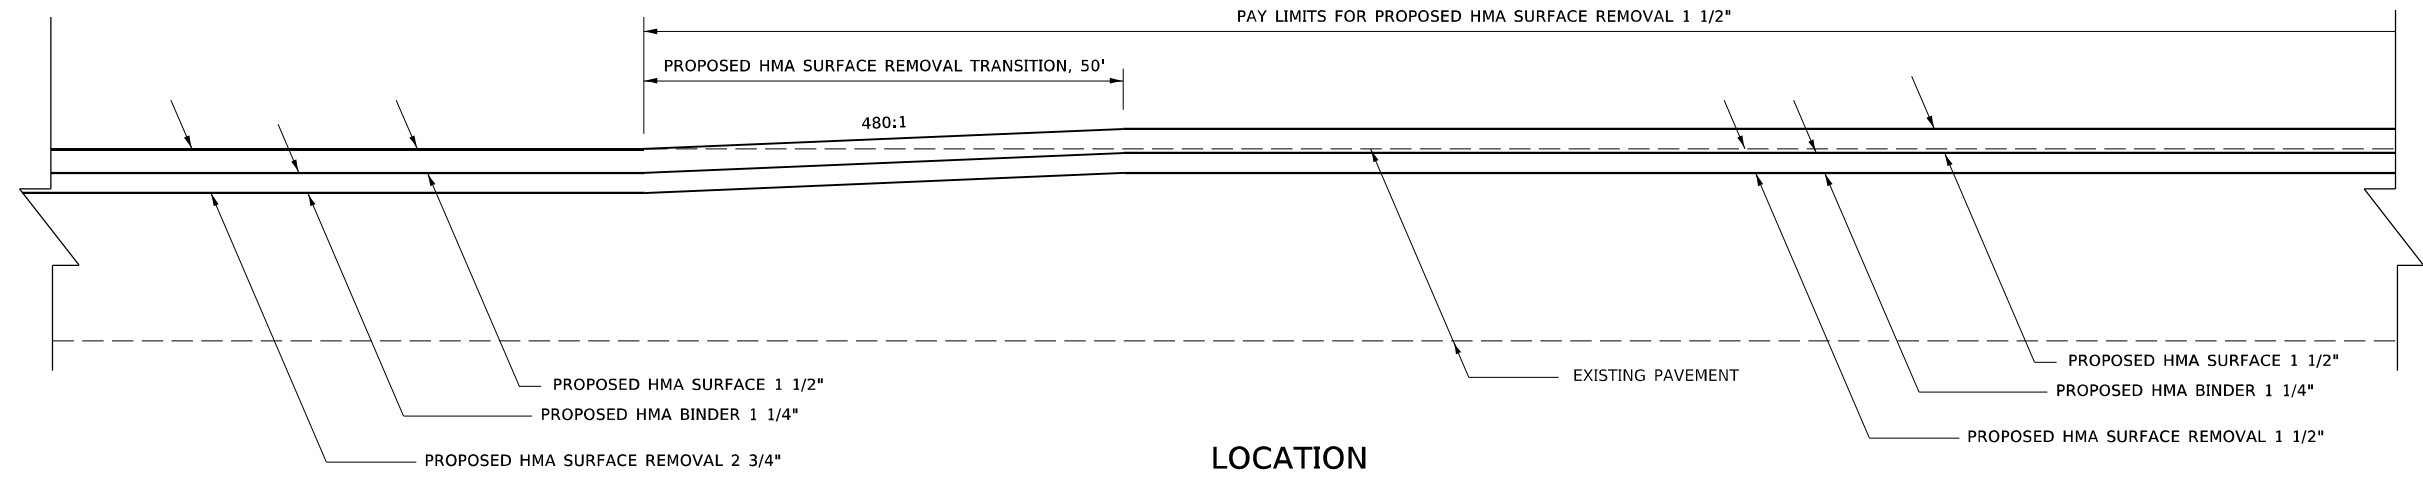 PAY LIMITS FOR PROPOSED HMA SURFACE REMOVAL 1 1/2"
PROPOSED HMA SURFACE REMOVAL TRANSITION, 50'
480:1
PROPOSED HMA SURFACE 1 1/2"
PROPOSED HMA BINDER 1 1/4"
PROPOSED HMA SURFACE REMOVAL 2 3/4"
EXISTING PAVEMENT
PROPOSED HMA SURFACE 1 1/2"
PROPOSED HMA BINDER 1 1/4"
PROPOSED HMA SURFACE REMOVAL 1 1/2"
LOCATION